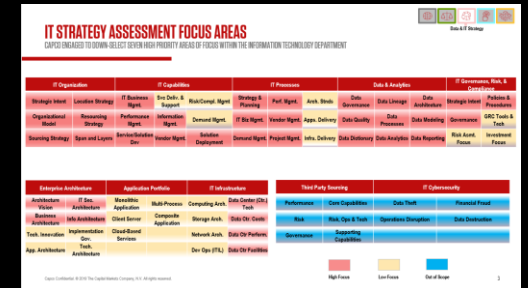 IT STRATEGY ASSESSMENT FOCUS AREAS
CAPCO ENGAGED TO DOWN-SELECT SEVEN HIGH PRIORITY AREAS OF FOCUS WITHIN THE INFORMATION TECHNOLOGY DEPARTMENT
Data & IT Strategy
IT Organization IT Capabilities IT Processes Data & Analytics IT Governance, Risk, & Compliance
Strategic Intent Location Strategy IT Business Mgmt. Svc Deliv. & Support Risk/Compl. Mgmt Strategy & Planning Perf. Mgmt. Arch. Stnds Data Governance Data Lineage Data Architecture Strategic Intent Policies & Procedures
Organizational Model Resourcing Strategy Performance Mgmt. Information Mgmt. Demand Mgmt. IT Biz Mgmt. Vendor Mgmt. Apps. Delivery Data Quality Data Processes Data Modeling Governance GRC Tools & Tech
Sourcing Strategy Span and Layers Service/Solution Dev Vendor Mgmt. Solution Deployment Demand Mgmt. Project Mgmt. Infra. Delivery Data Dictionary Data Analytics Data Reporting Risk Asmt. Focus Investment Focus
Enterprise Architecture Application Portfolio IT Infrastructure Third Party Sourcing IT Cybersecurity
Architecture Vision IT Sec. Architecture Monolithic Application Multi-Process Computing Arch. Data Center (Ctr.) Tech Performance Core Capabilities Data Theft Financial Fraud
Business Architecture Info Architecture Client Server Composite Application Storage Arch. Data Ctr. Costs Risk Risk, Ops & Tech Operations Disruption Data Destruction
Tech. Innovation Implementation Gov. Cloud-Based Services Network Arch. Data Ctr Perform. Governance Supporting Capabilities
App. Architecture Tech. Architecture Dev Ops (ITIL) Data Ctr Facilities
High Focus Low Focus Out of Scope